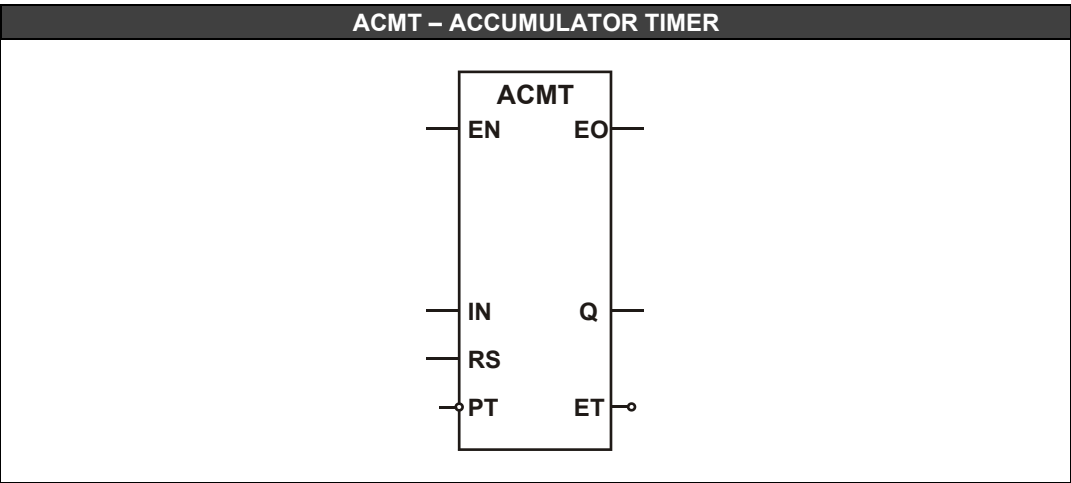 ACMT – ACCUMULATOR TIMER
ACMT
EN EO
IN Q
RS
PT ET